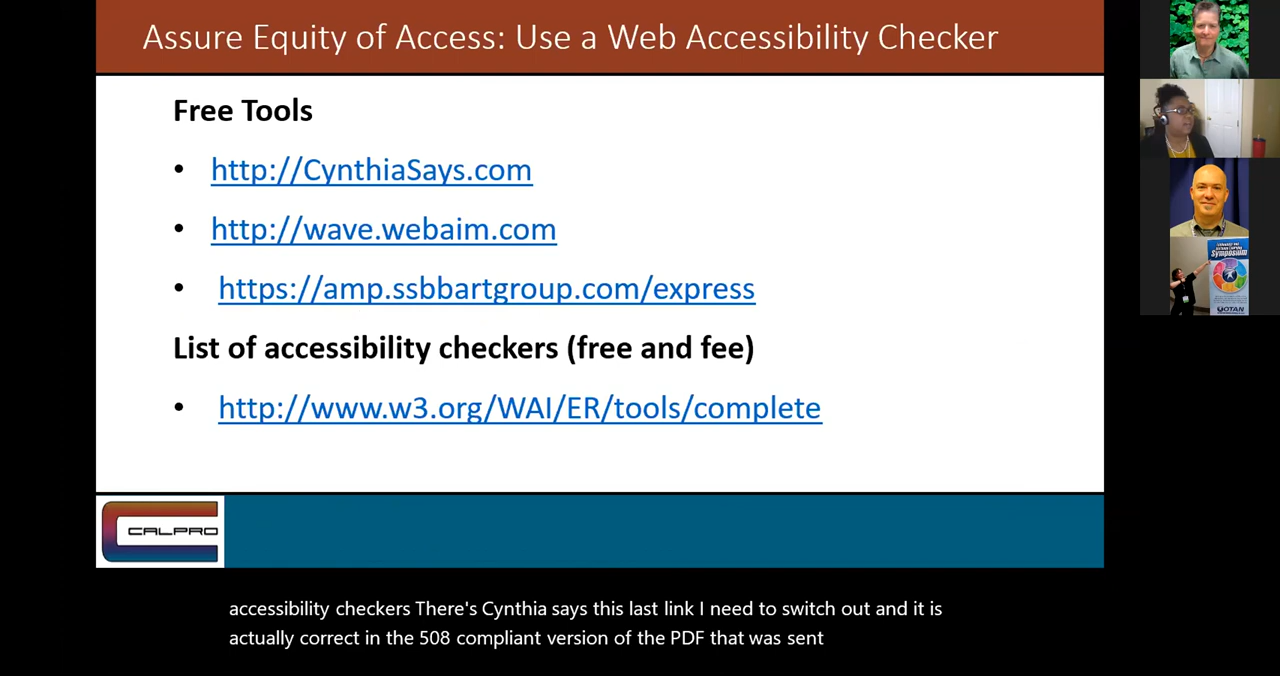 Assure Equity of Access: Use a Web Accessibility Checker
Free Tools
• http://CynthiaSays.com
• http://wave.webaim.com
• https://amp.ssbbartgroup.com/express
List of accessibility checkers (free and fee)
• http://www.w3.org/WAI/ER/tools/complete
CALPRO
accessibility checkers There's Cynthia says this last link I need to switch out and it is
actually correct in the 508 compliant version of the PDF that was sent
Symposium
OTAN